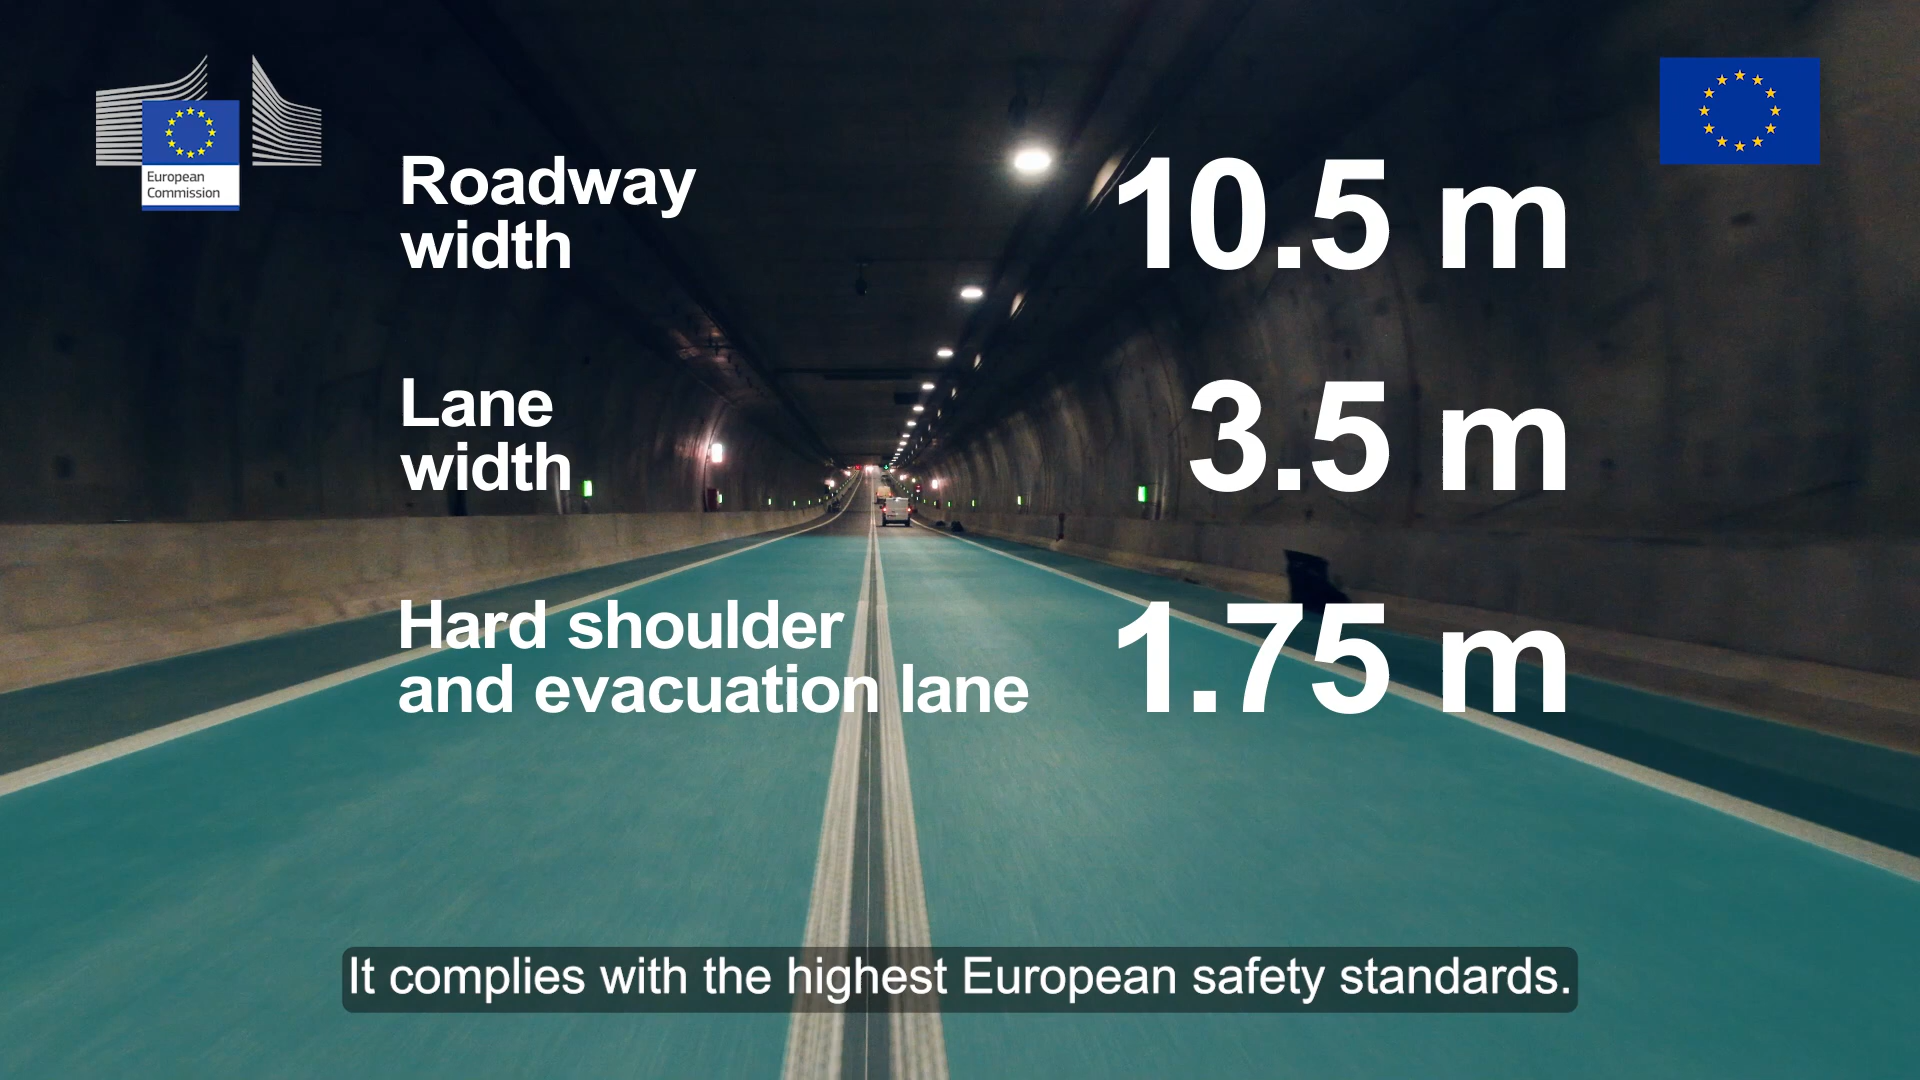 European
Commission
Roadway
width
10.5 m
Lane
width
3.5 m
Hard shoulder
and evacuation lane
1.75 m
It complies with the highest European safety standards.